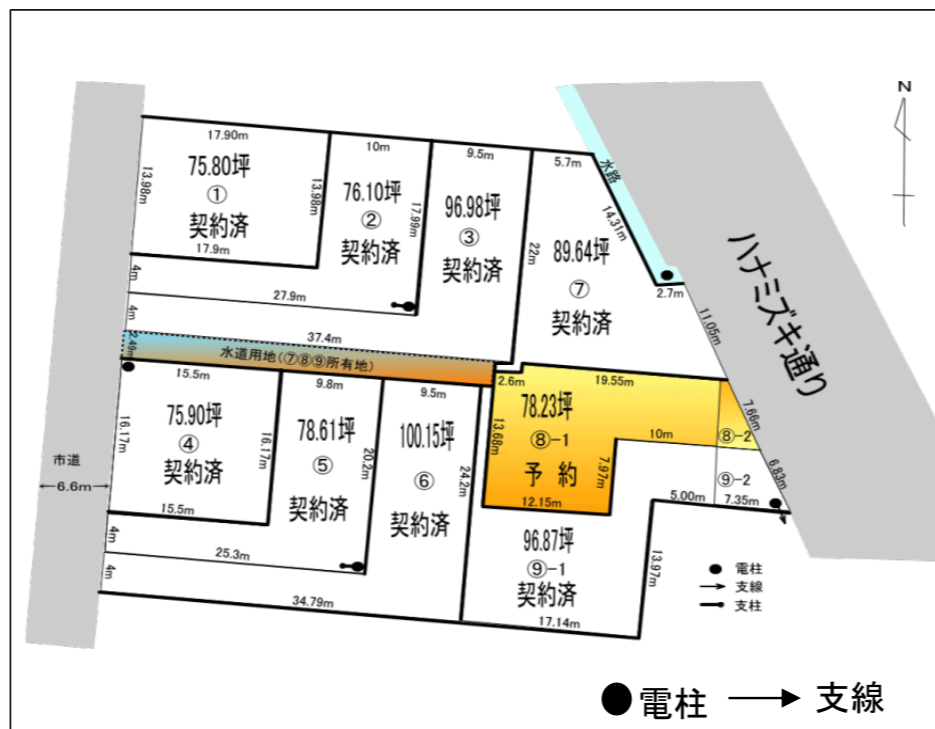 N
17.90m
75.80坪
①
契約済
13.98m
13.98m
17.9m
10m
76.10坪
②
契約済
17.99m
9.5m
96.98坪
③
契約済
22m
5.7m
水路
14.31m
89.64坪
⑦
契約済
2.7m
ハナミズキ通り
11.05m
4m
27.9m
4m
37.4m
2.49m
水道用地(⑦⑧⑨所有地)
15.5m
75.90坪
④
契約済
16.17m
16.17m
15.5m
9.8m
78.61坪
⑤
契約済
20.2m
9.5m
100.15坪
⑥
契約済
24.2m
2.6m
19.55m
78.23坪
⑧-1
予 約
13.68m
7.97m
12.15m
10m
7.66m
⑧-2
6.83m
⑨-2
5.00m
7.35m
96.87坪
⑨-1
契約済
13.97m
17.14m
市道
6.6m
4m
25.3m
4m
34.79m
電柱
支線
支柱
電柱 支線